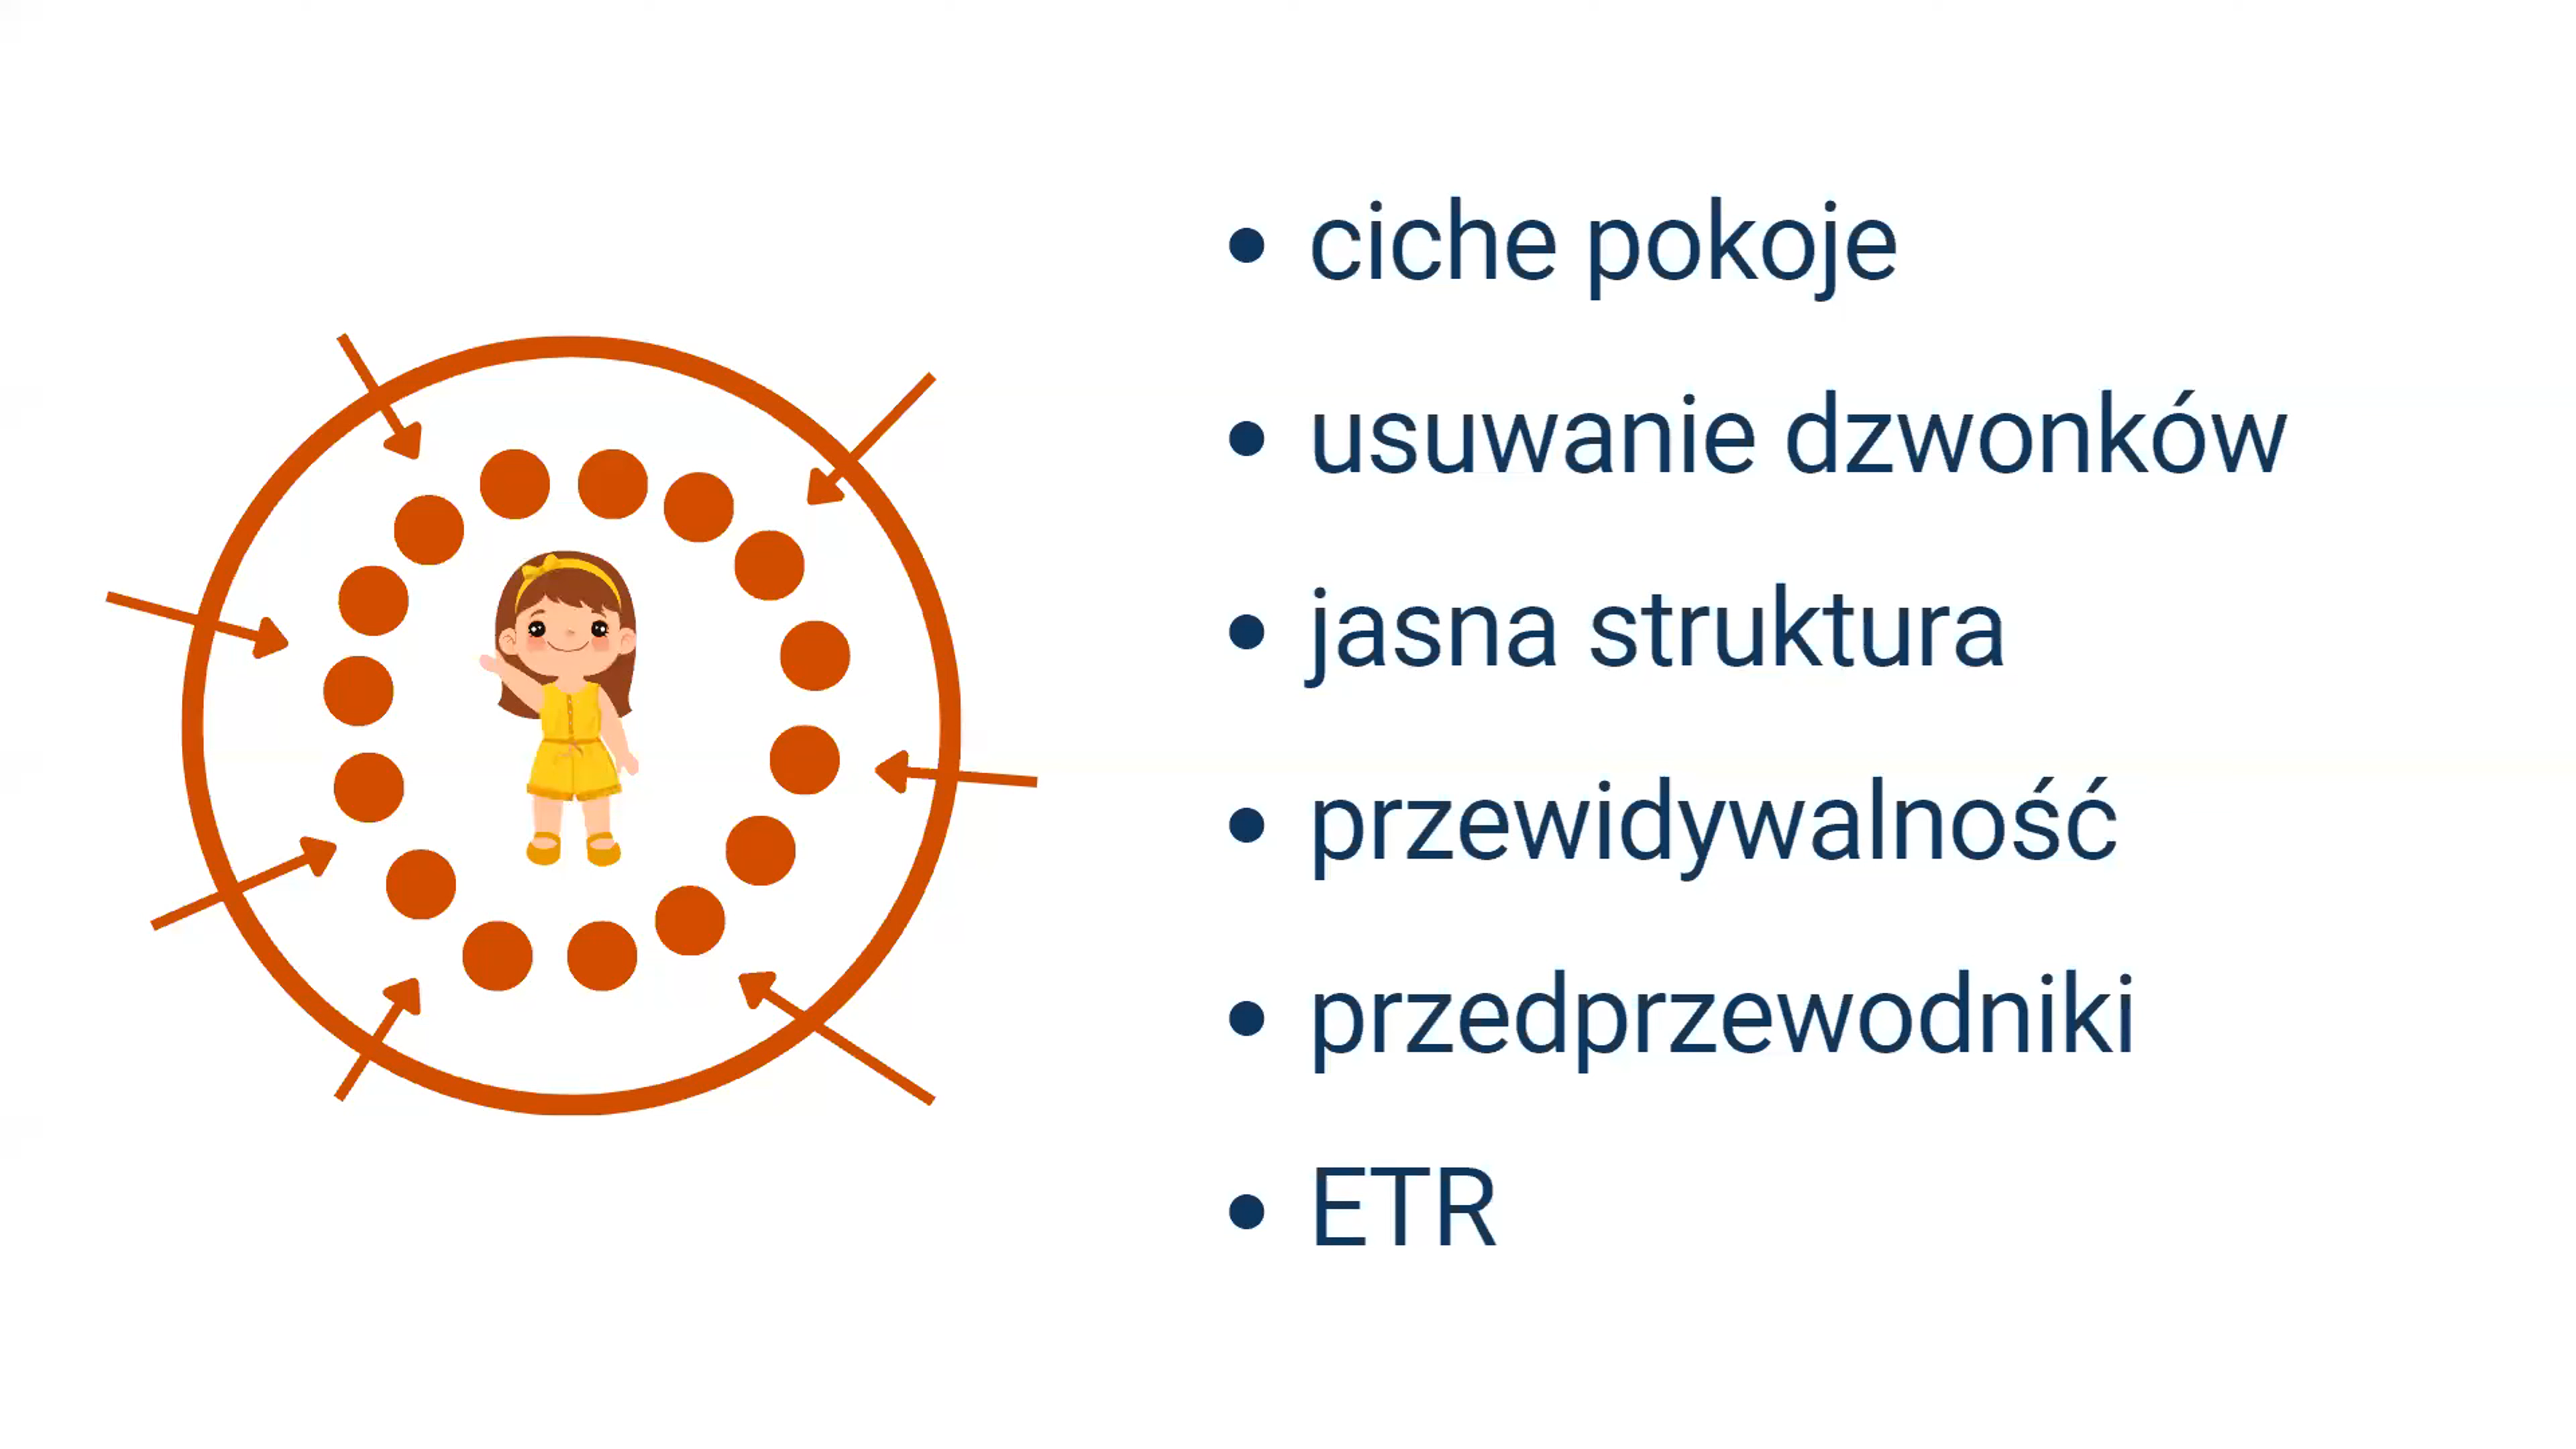 • ciche pokoje
• usuwanie dzwonków
• jasna struktura
• przewidywalność
• przedprzewodniki
• ETR